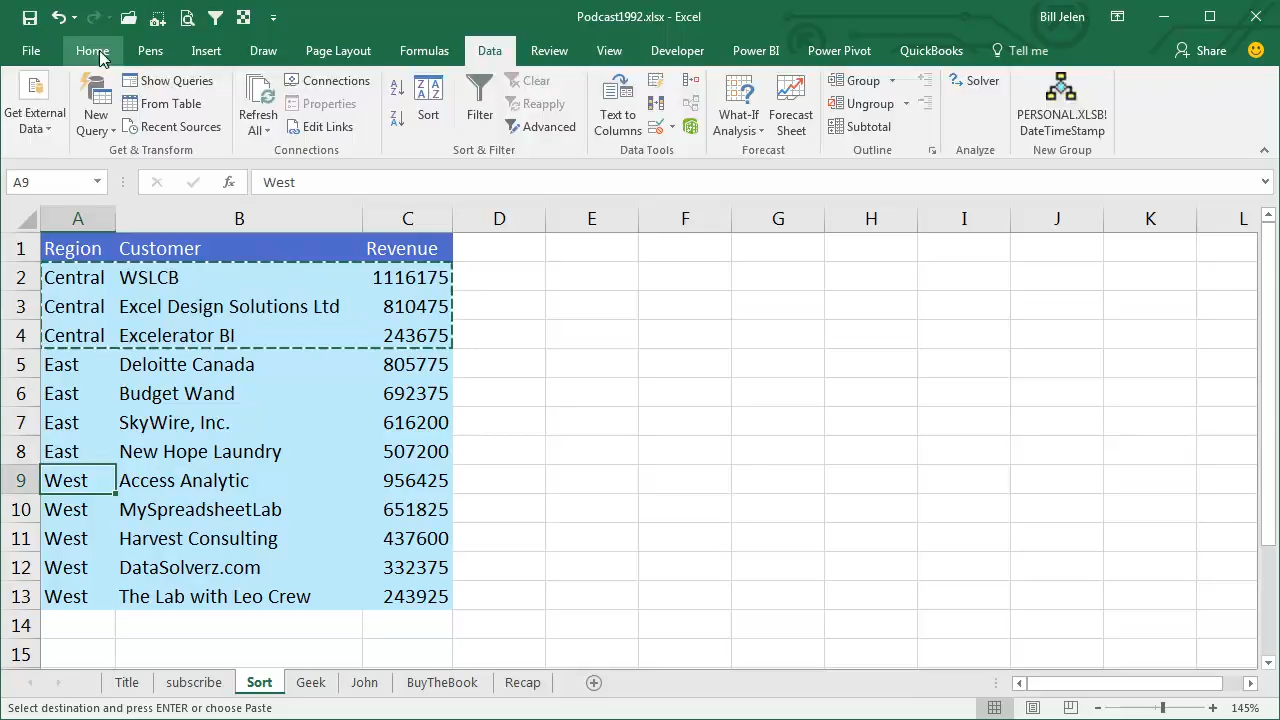 Podcast1992.xlsx - Excel
Bill Jelen
File Home Pens Insert Draw Page Layout Formulas Data Review View Developer Power BI Power Pivot QuickBooks Tell me Share
Get External Data
New Query
Show Queries
From Table
Recent Sources
Get & Transform
Refresh All
Connections
Properties
Edit Links
Connections
Sort
Filter
Clear
Reapply
Advanced
Sort & Filter
Text to Columns
Data Tools
What-If Analysis
Forecast Sheet
Forecast
Group
Ungroup
Subtotal
Outline
Solver
Analyze
PERSONAL.XLSB!
DateTimeStamp
New Group
A9 fx West
A B C D E F G H I J K L
1 Region Customer Revenue
2 Central WSLCB 1116175
3 Central Excel Design Solutions Ltd 810475
4 Central Excelerator BI 243675
5 East Deloitte Canada 805775
6 East Budget Wand 692375
7 East SkyWire, Inc. 616200
8 East New Hope Laundry 507200
9 West Access Analytic 956425
10 West MySpreadsheetLab 651825
11 West Harvest Consulting 437600
12 West DataSolverz.com 332375
13 West The Lab with Leo Crew 243925
14
15
Title subscribe Sort Geek John BuyTheBook Recap
Select destination and press ENTER or choose Paste 145%